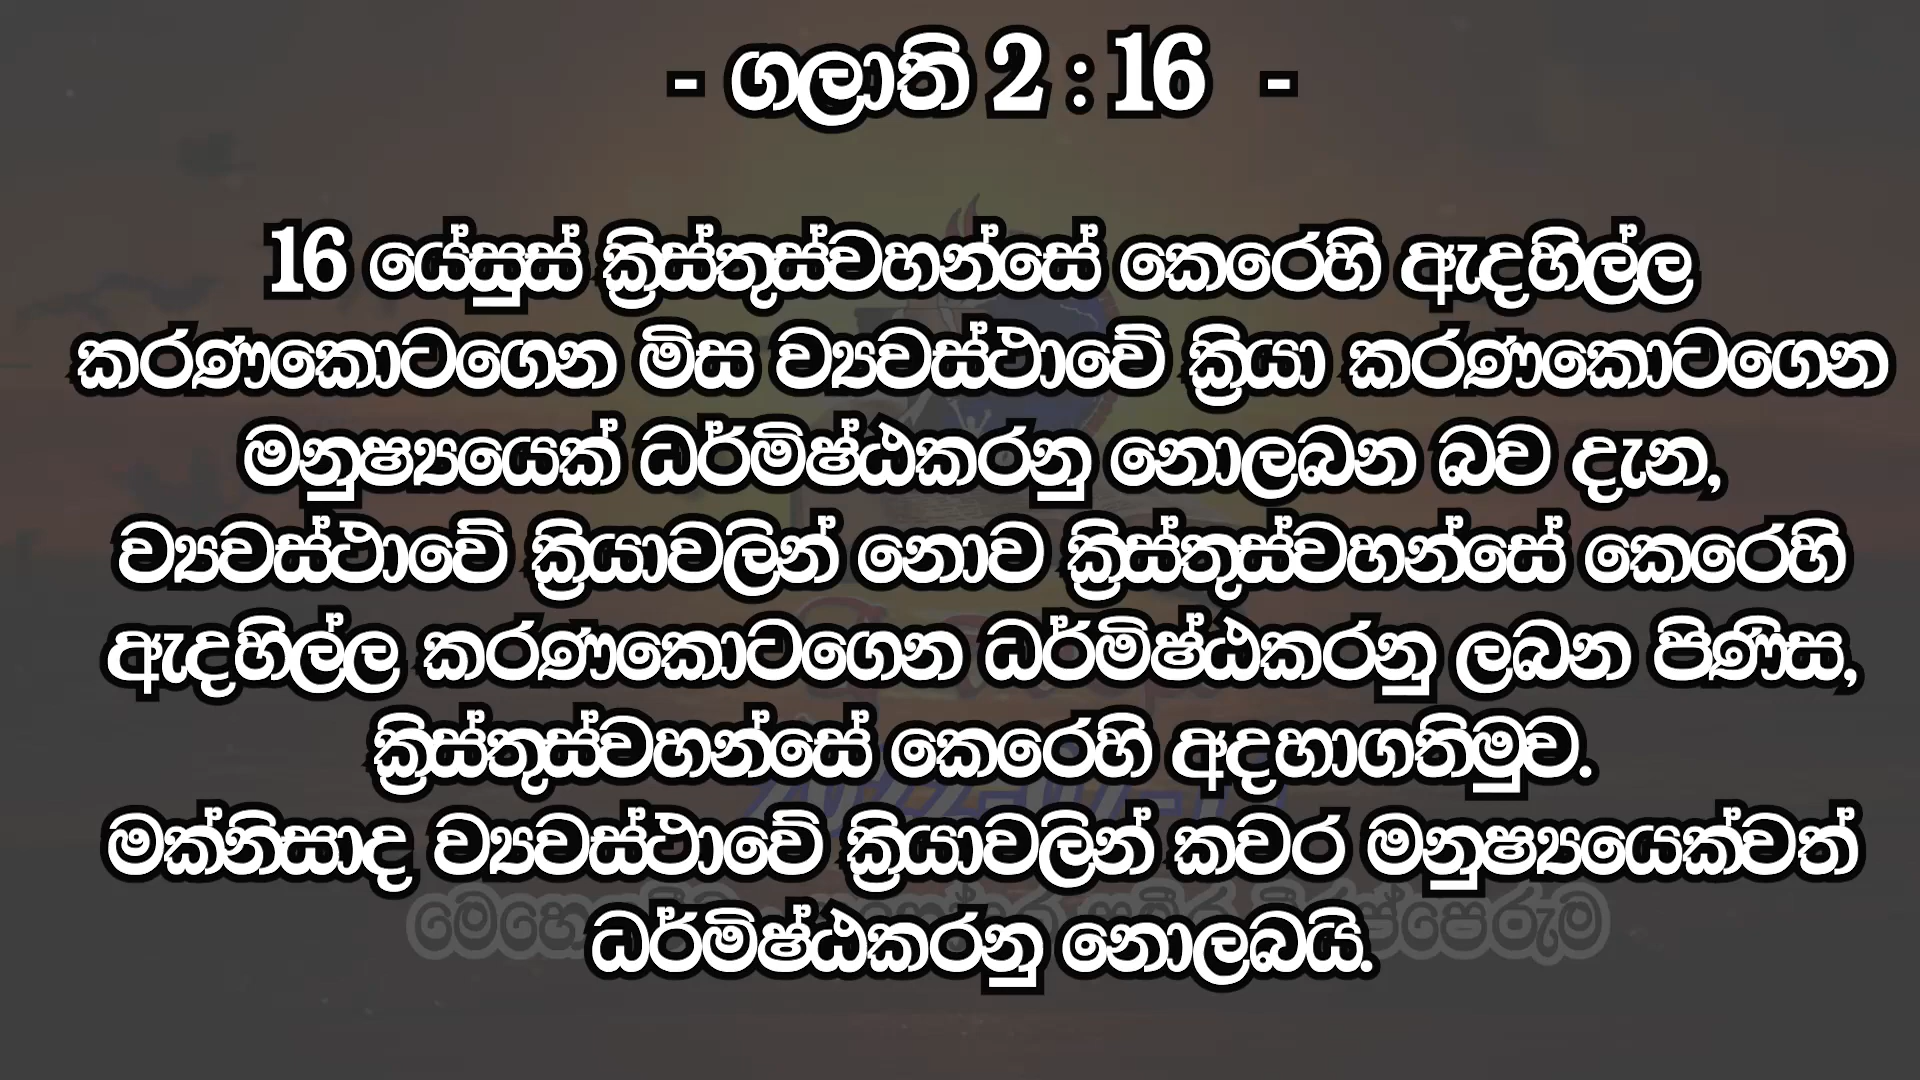 - ගලාති 2 : 16 -
16 යේසුස් ක්‍රිස්තුස්වහන්සේ කෙරෙහි ඇදහිල්ල
කරණකොටගෙන මිස ව්‍යවස්ථාවේ ක්‍රියා කරණකොටගෙන
මනුෂ්‍යයෙක් ධර්මිෂ්ඨකරනු නොලබන බව දැන,
ව්‍යවස්ථාවේ ක්‍රියාවලින් නොව ක්‍රිස්තුස්වහන්සේ කෙරෙහි
ඇදහිල්ල කරණකොටගෙන ධර්මිෂ්ඨකරනු ලබන පිණිස,
ක්‍රිස්තුස්වහන්සේ කෙරෙහි අදහාගතිමුව.
මක්නිසාද ව්‍යවස්ථාවේ ක්‍රියාවලින් කවර මනුෂ්‍යයෙක්වත්
ධර්මිෂ්ඨකරනු නොලබයි.